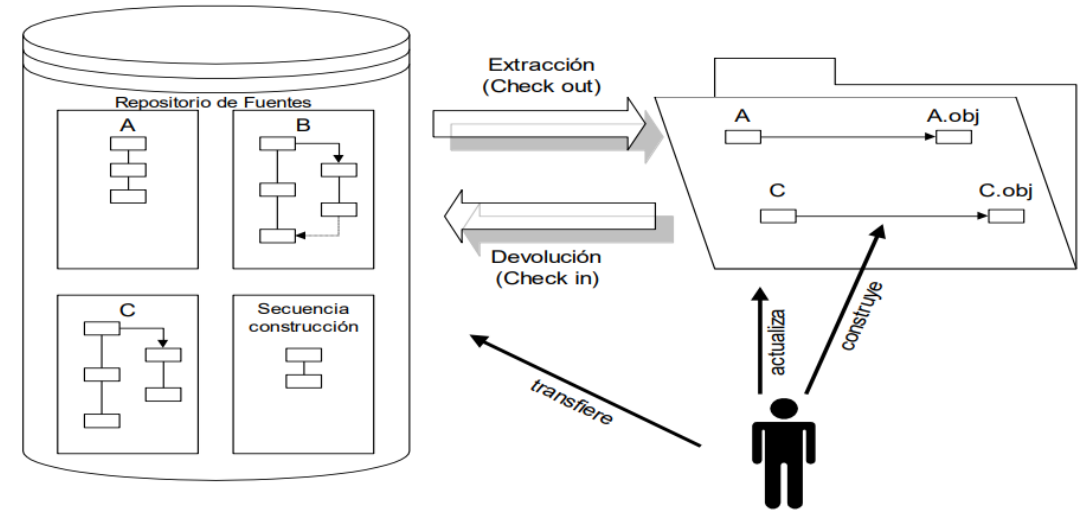 Repositorio de Fuentes
A
B
C
Secuencia
construcción
Extracción
(Check out)
Devolución
(Check in)
A
A.obj
C
C.obj
transfiere
actualiza
construye